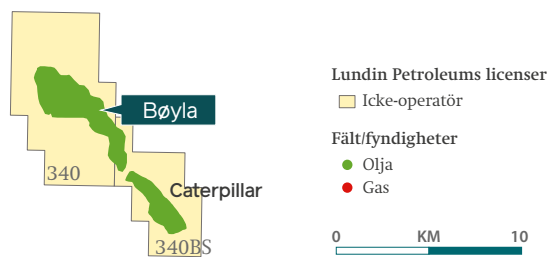 Bøyla
340
Caterpillar
340BS
Lundin Petroleums licenser
Icke-operatör
Fält/fyndigheter
Olja
Gas
0 KM 10